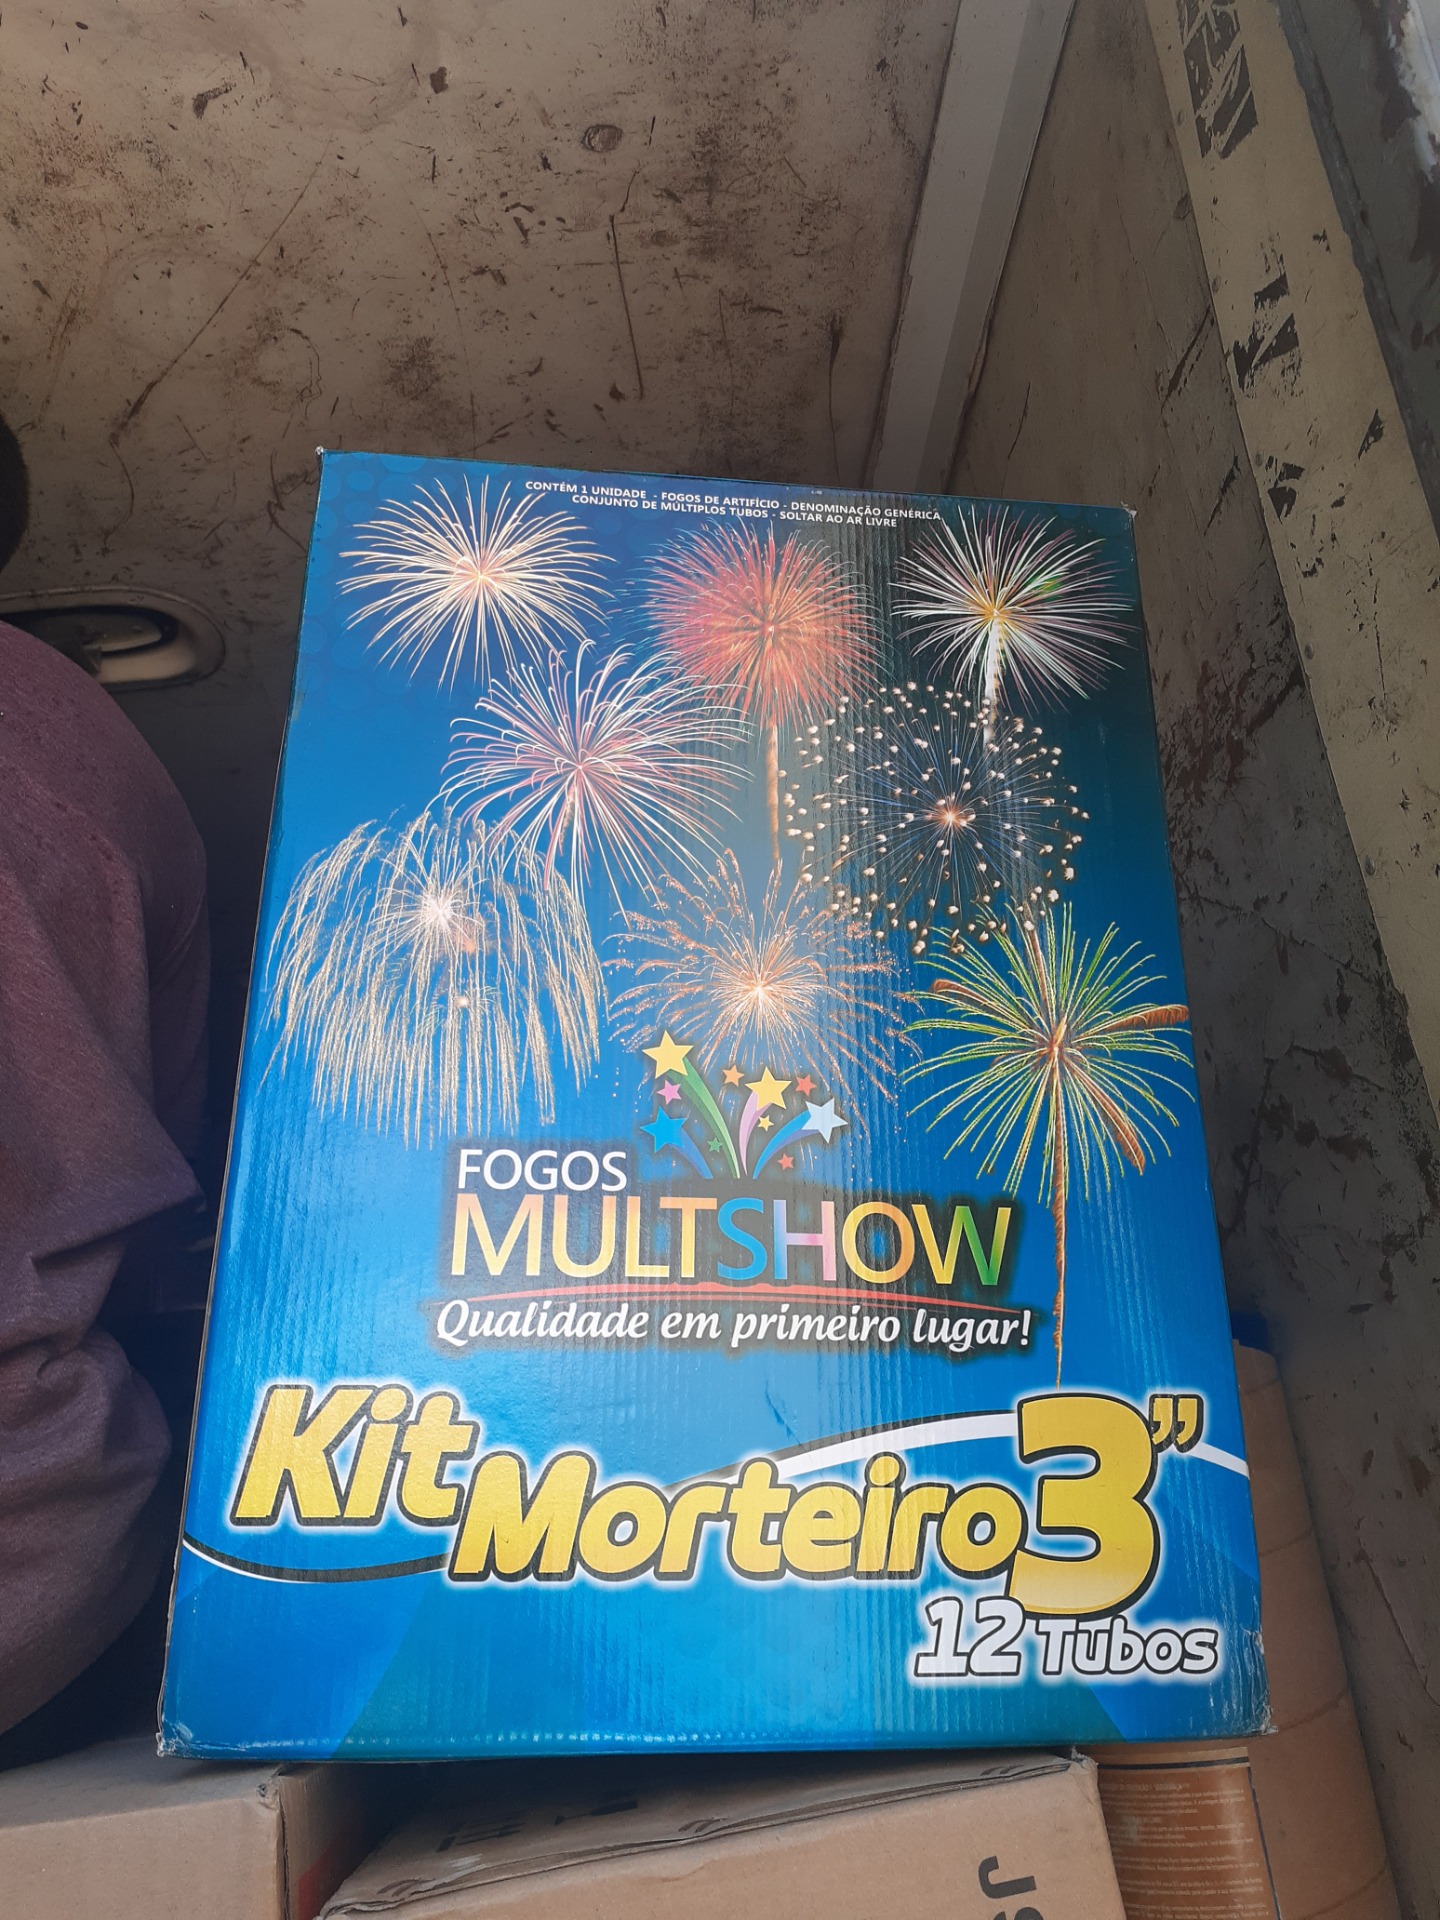 CONTÉM 1 UNIDADE - FOGOS DE ARTIFÍCIO - DENOMINAÇÃO GENÉRICA
CONJUNTO DE MÚLTIPLOS TUBOS - SOLTAR AO AR LIVRE
FOGOS
MULTSHOW
Qualidade em primeiro lugar!
Kit Morteiro 3”
12 Tubos